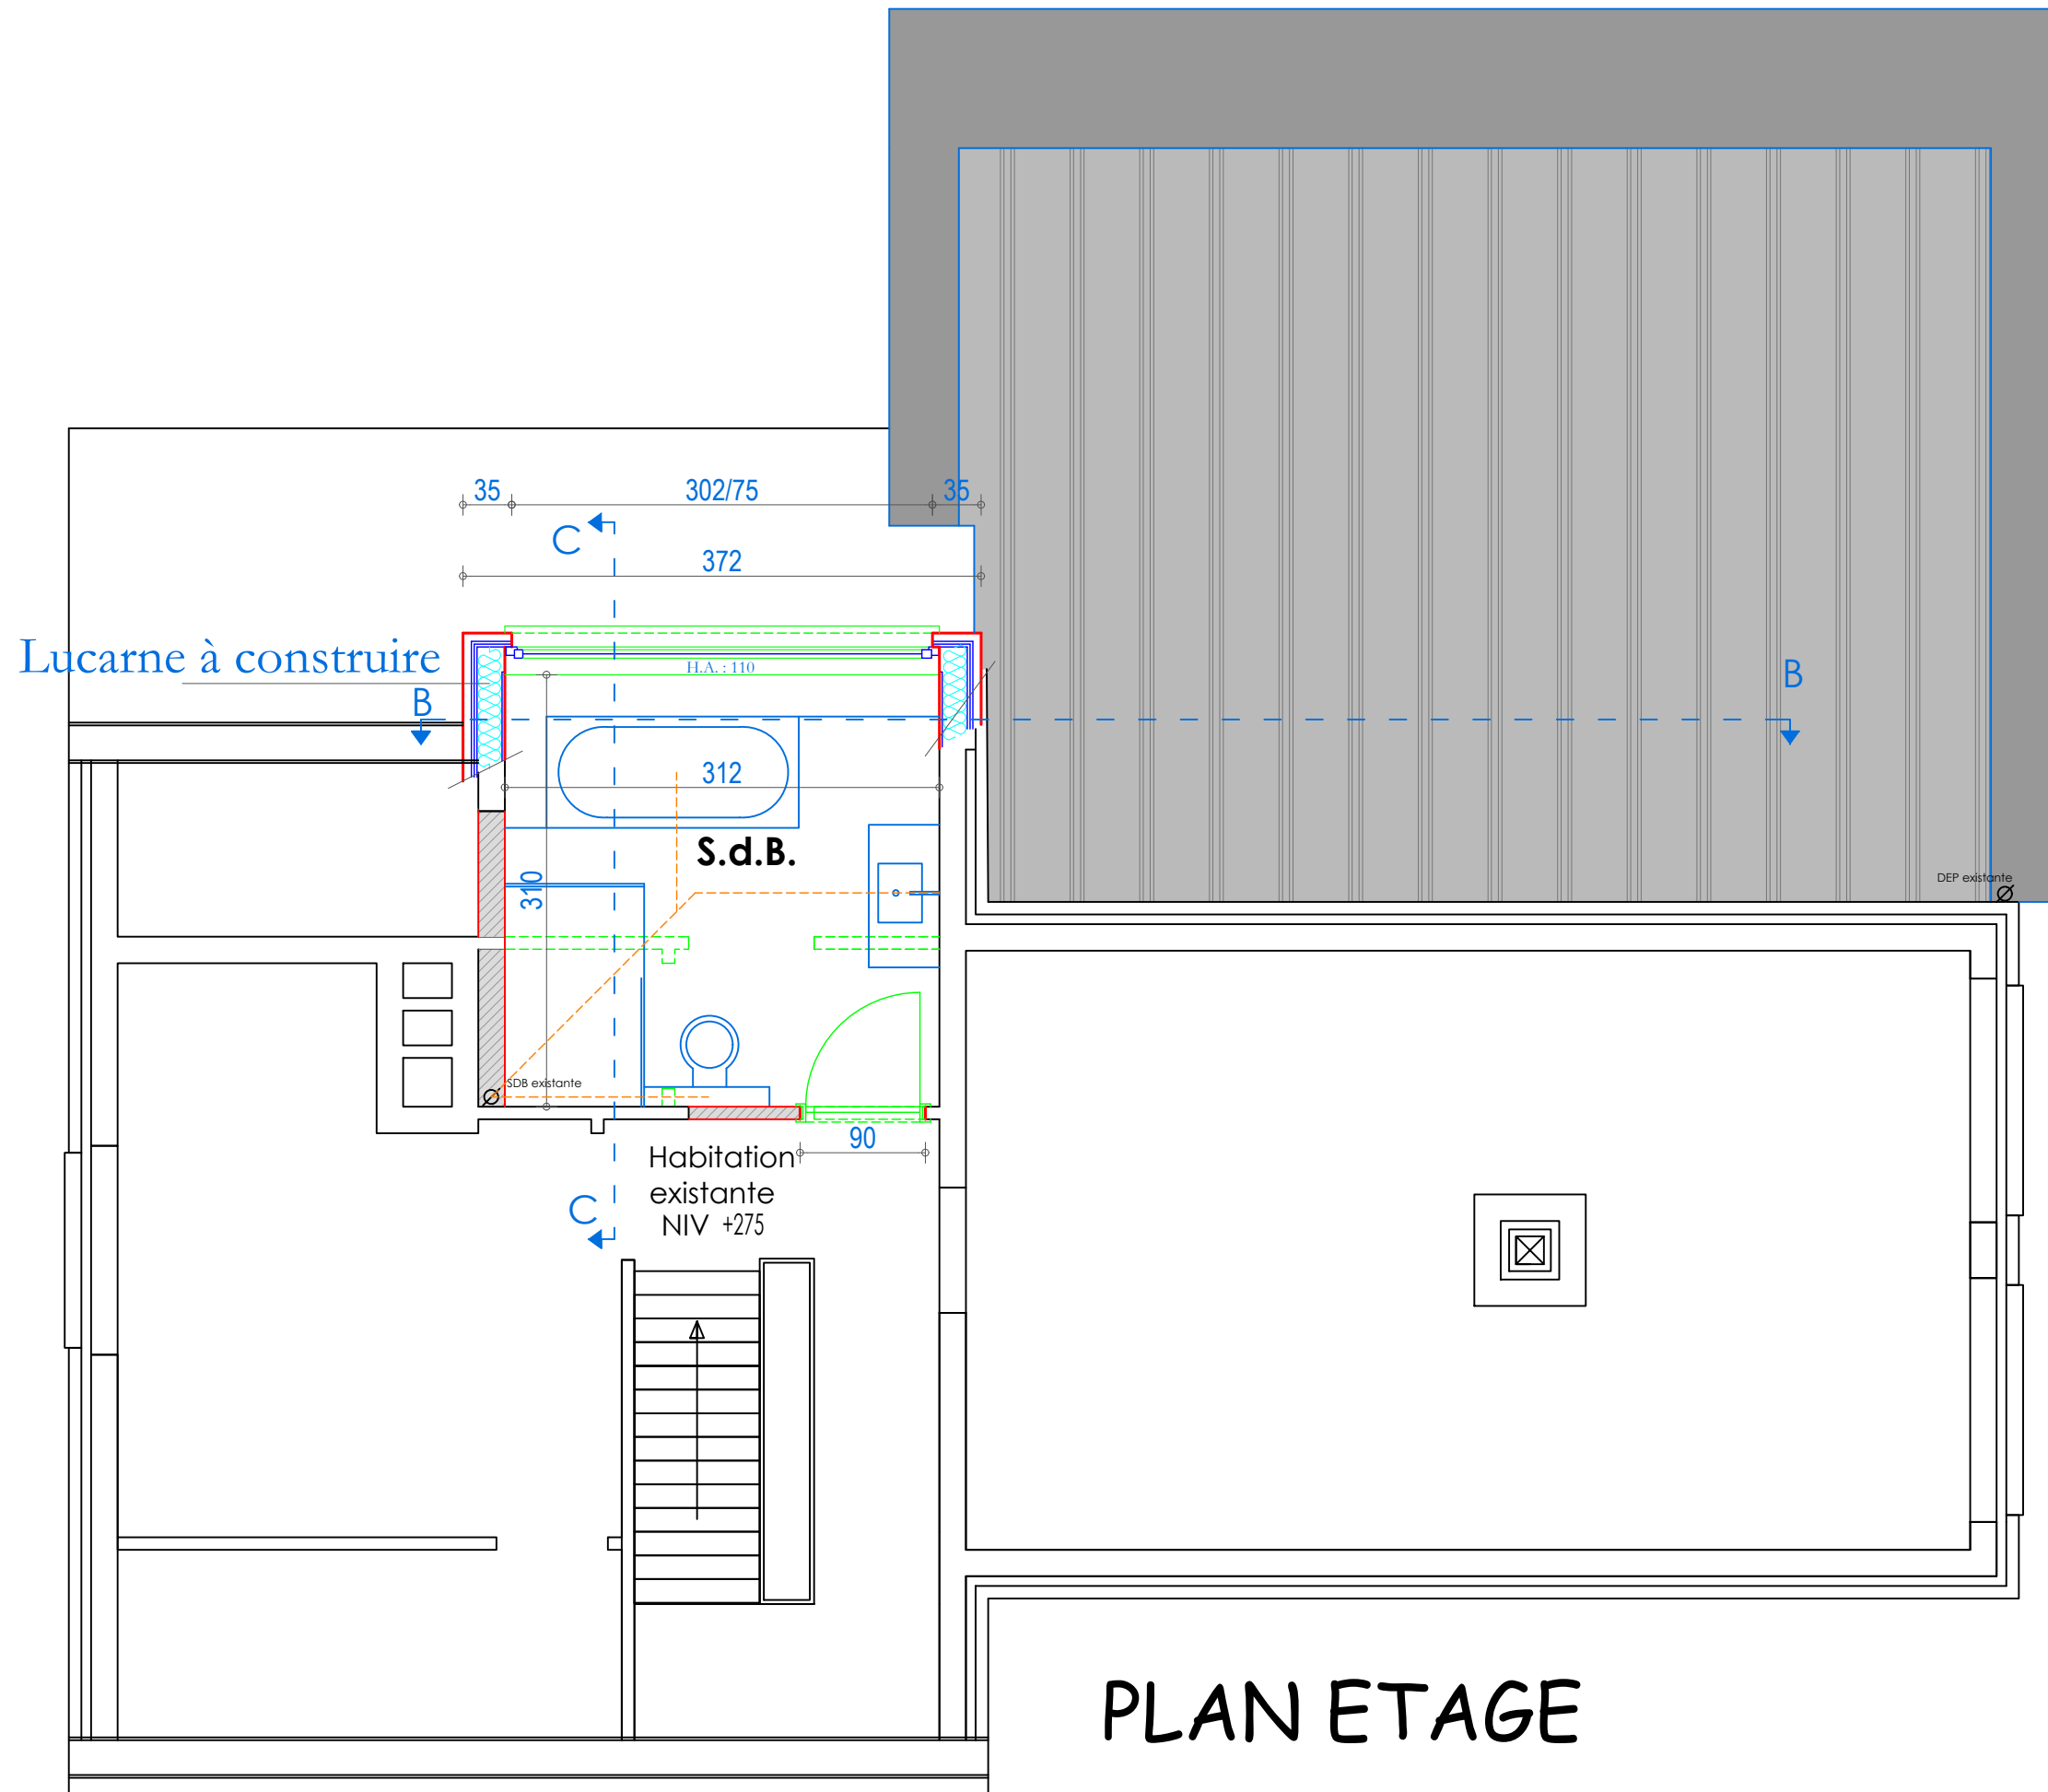 35 302/75 35
C
372
Lucarne à construire
H.A. : 110
B
B
312
S.d.B.
310
DEP existante
SDB existante
90
Habitation
existante
NIV +275
C
PLAN ETAGE